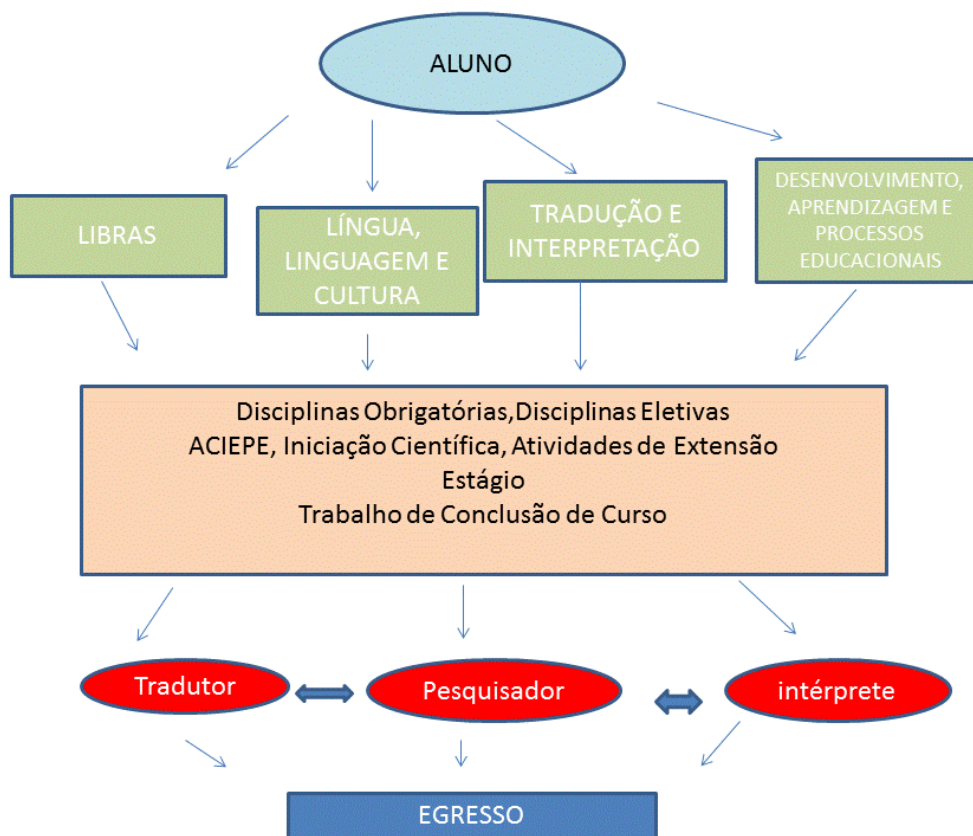 ALUNO
LIBRAS
LÍNGUA,
LINGUAGEM E
CULTURA
TRADUÇÃO E
INTERPRETAÇÃO
DESENVOLVIMENTO,
APRENDIZAGEM E
PROCESSOS
EDUCACIONAIS
Disciplinas Obrigatórias,Disciplinas Eletivas
ACIEPE, Iniciação Científica, Atividades de Extensão
Estágio
Trabalho de Conclusão de Curso
Tradutor
Pesquisador
intérprete
EGRESSO